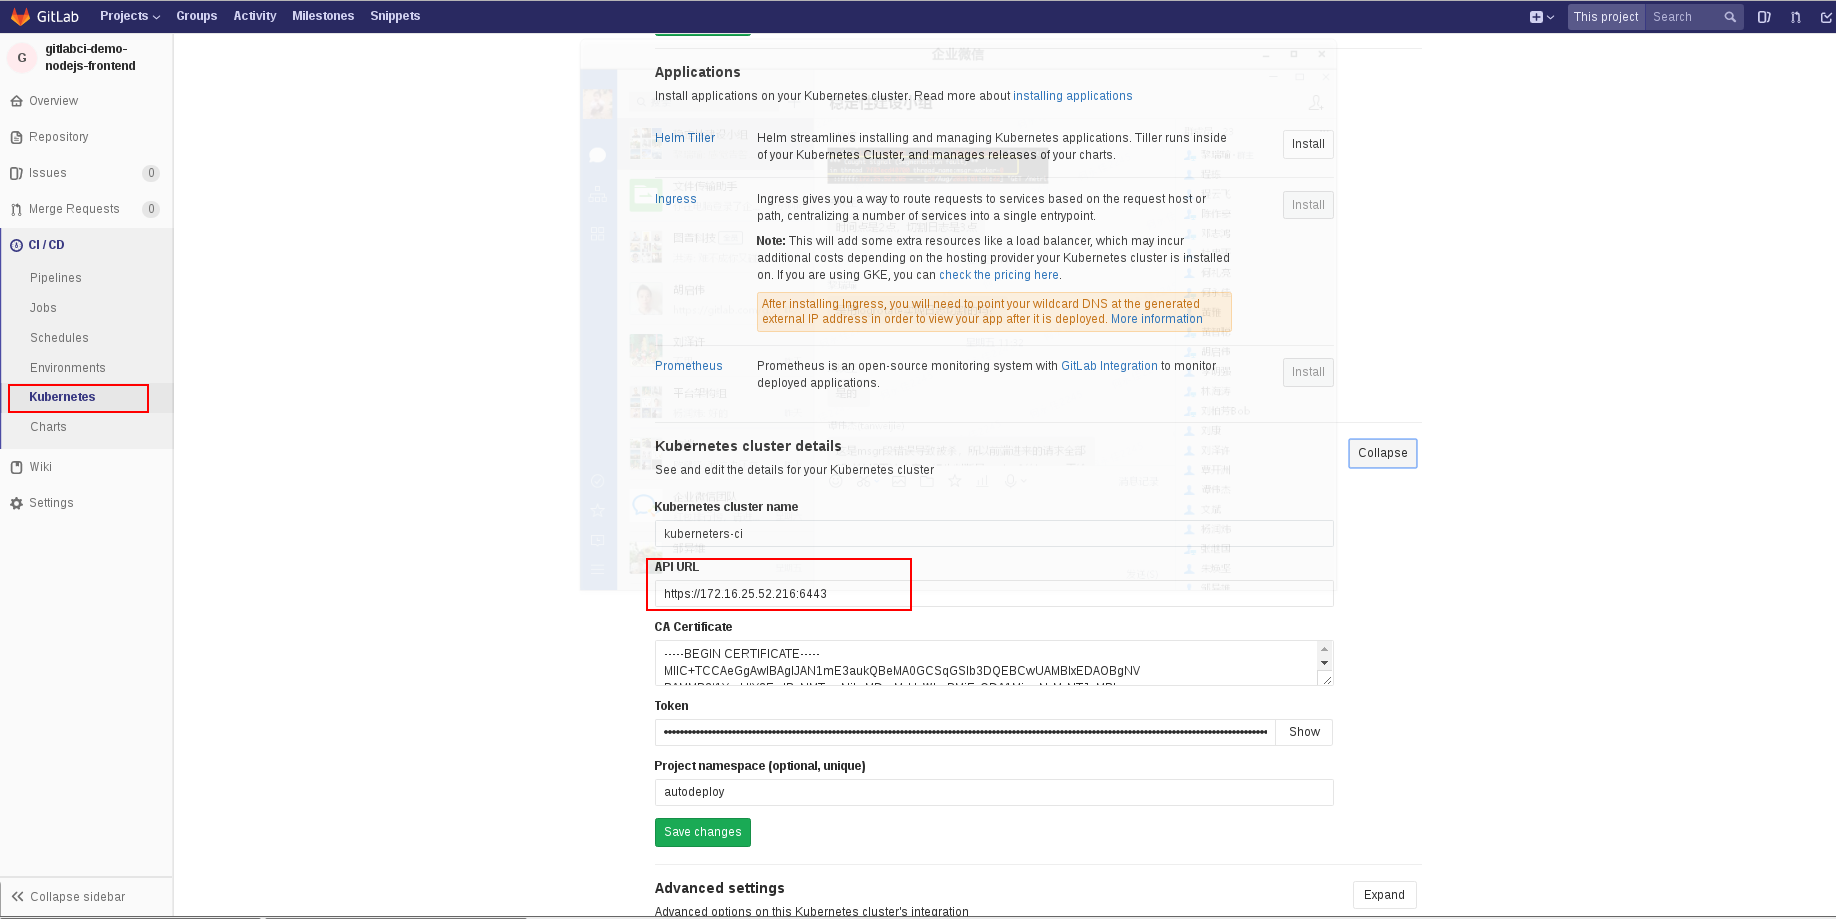 GitLab Projects Groups Activity Milestones Snippets This project Search
G gitlabci-demo-
nodejs-frontend
Overview
Repository
Issues 0
Merge Requests 0
CI / CD
Pipelines
Jobs
Schedules
Environments
Kubernetes
Charts
Wiki
Settings
Collapse sidebar
企业微信
Applications
Install applications on your Kubernetes cluster. Read more about installing applications
Helm Tiller
Helm streamlines installing and managing Kubernetes applications. Tiller runs inside
of your Kubernetes Cluster, and manages releases of your charts.
Install
Ingress
Ingress gives you a way to route requests to services based on the request host or
path, centralizing a number of services into a single entrypoint.
Install
Note: This will add some extra resources like a load balancer, which may incur
additional costs depending on the hosting provider your Kubernetes cluster is installed
on. If you are using GKE, you can check the pricing here.
After installing Ingress, you will need to point your wildcard DNS at the generated
external IP address in order to view your app after it is deployed. More information
Prometheus
Prometheus is an open-source monitoring system with GitLab Integration to monitor
deployed applications.
Install
Kubernetes cluster details
Collapse
See and edit the details for your Kubernetes cluster
Kubernetes cluster name
kuberneters-ci
API URL
https://172.16.25.52.216:6443
CA Certificate
-----BEGIN CERTIFICATE-----
MIIC+TCCAeGgAwIBAgIJAN1mE3aukQBeMA0GCSqGSIb3DQEBCwUAMBIxEDAOBgNV
Token
Show
Project namespace (optional, unique)
autodeploy
Save changes
Advanced settings
Expand
Advanced options on this Kubernetes cluster's integration